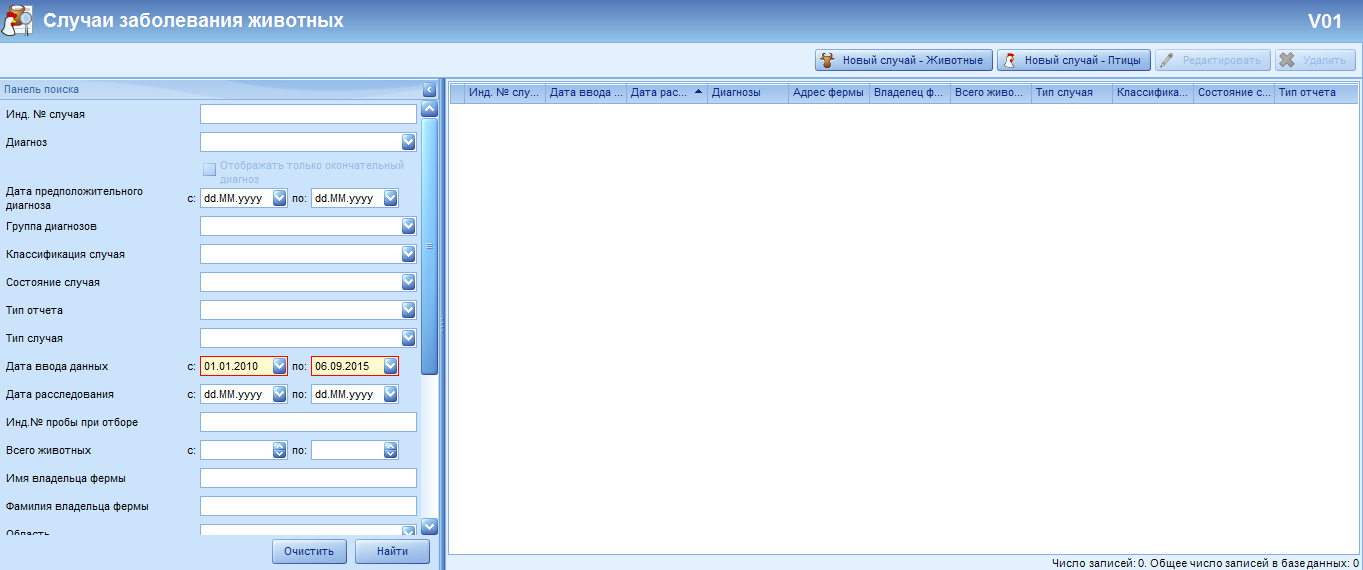 Случаи заболевания животных
V01
Новый случай - Животные
Новый случай - Птицы
Редактировать
Удалить
Панель поиска
Инд. № случая
Диагноз
Отображать только окончательный
диагноз
Дата предположительного
диагноза
с: dd.MM.yyyy по: dd.MM.yyyy
Группа диагнозов
Классификация случая
Состояние случая
Тип отчета
Тип случая
Дата ввода данных с: 01.01.2010 по: 06.09.2015
Дата расследования с: dd.MM.yyyy по: dd.MM.yyyy
Инд.№ пробы при отборе
Всего животных с: по:
Имя владельца фермы
Фамилия владельца фермы
Область
Очистить Найти
Инд. № слу... Дата ввода ... Дата рас... Диагнозы Адрес фермы Владелец ф... Всего живо... Тип случая Классифика... Состояние с... Тип отчета
Число записей: 0. Общее число записей в базе данных: 0